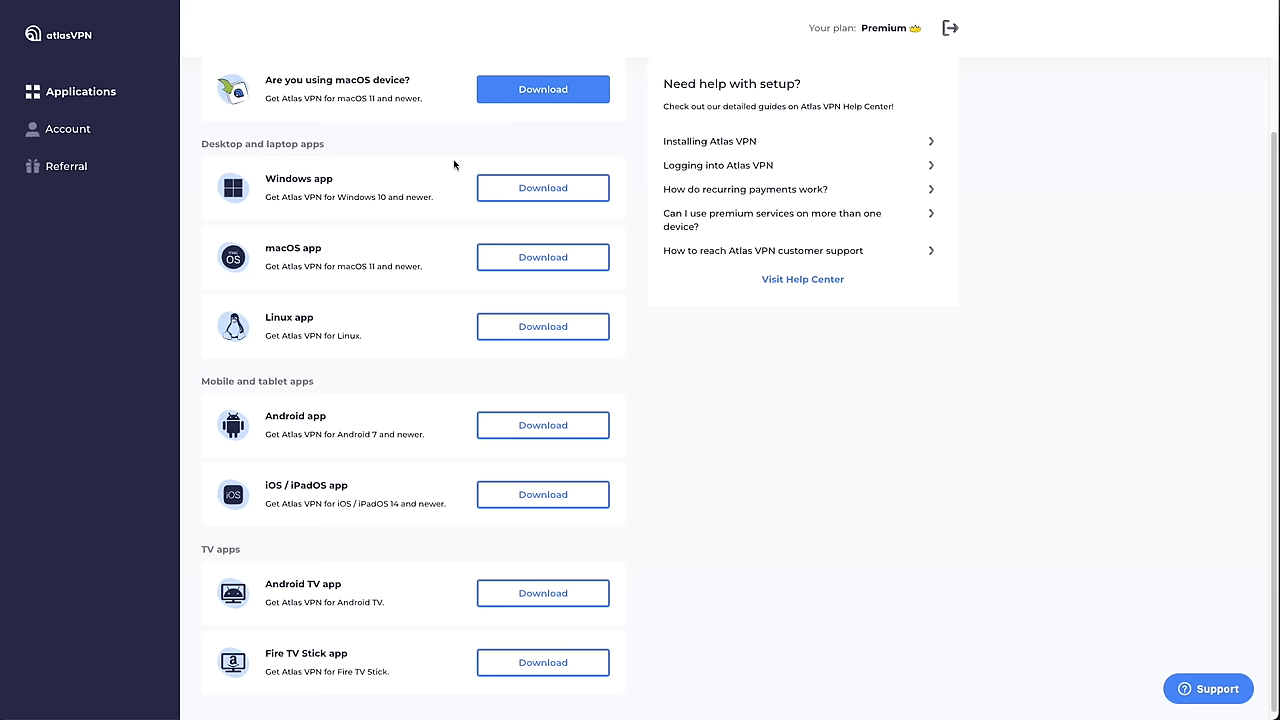 atlasVPN
Applications
Account
Referral
Your plan: Premium
Are you using macOS device?
Get Atlas VPN for macOS 11 and newer.
Download
Desktop and laptop apps
Windows app
Get Atlas VPN for Windows 10 and newer.
Download
macOS app
Get Atlas VPN for macOS 11 and newer.
Download
mac
OS
Linux app
Get Atlas VPN for Linux.
Download
Mobile and tablet apps
Android app
Get Atlas VPN for Android 7 and newer.
Download
iOS / iPadOS app
Get Atlas VPN for iOS / iPadOS 14 and newer.
Download
iOS
TV apps
Android TV app
Get Atlas VPN for Android TV.
Download
Fire TV Stick app
Get Atlas VPN for Fire TV Stick.
Download
a
Need help with setup?
Check out our detailed guides on Atlas VPN Help Center!
Installing Atlas VPN
Logging into Atlas VPN
How do recurring payments work?
Can I use premium services on more than one
device?
How to reach Atlas VPN customer support
Visit Help Center
Support